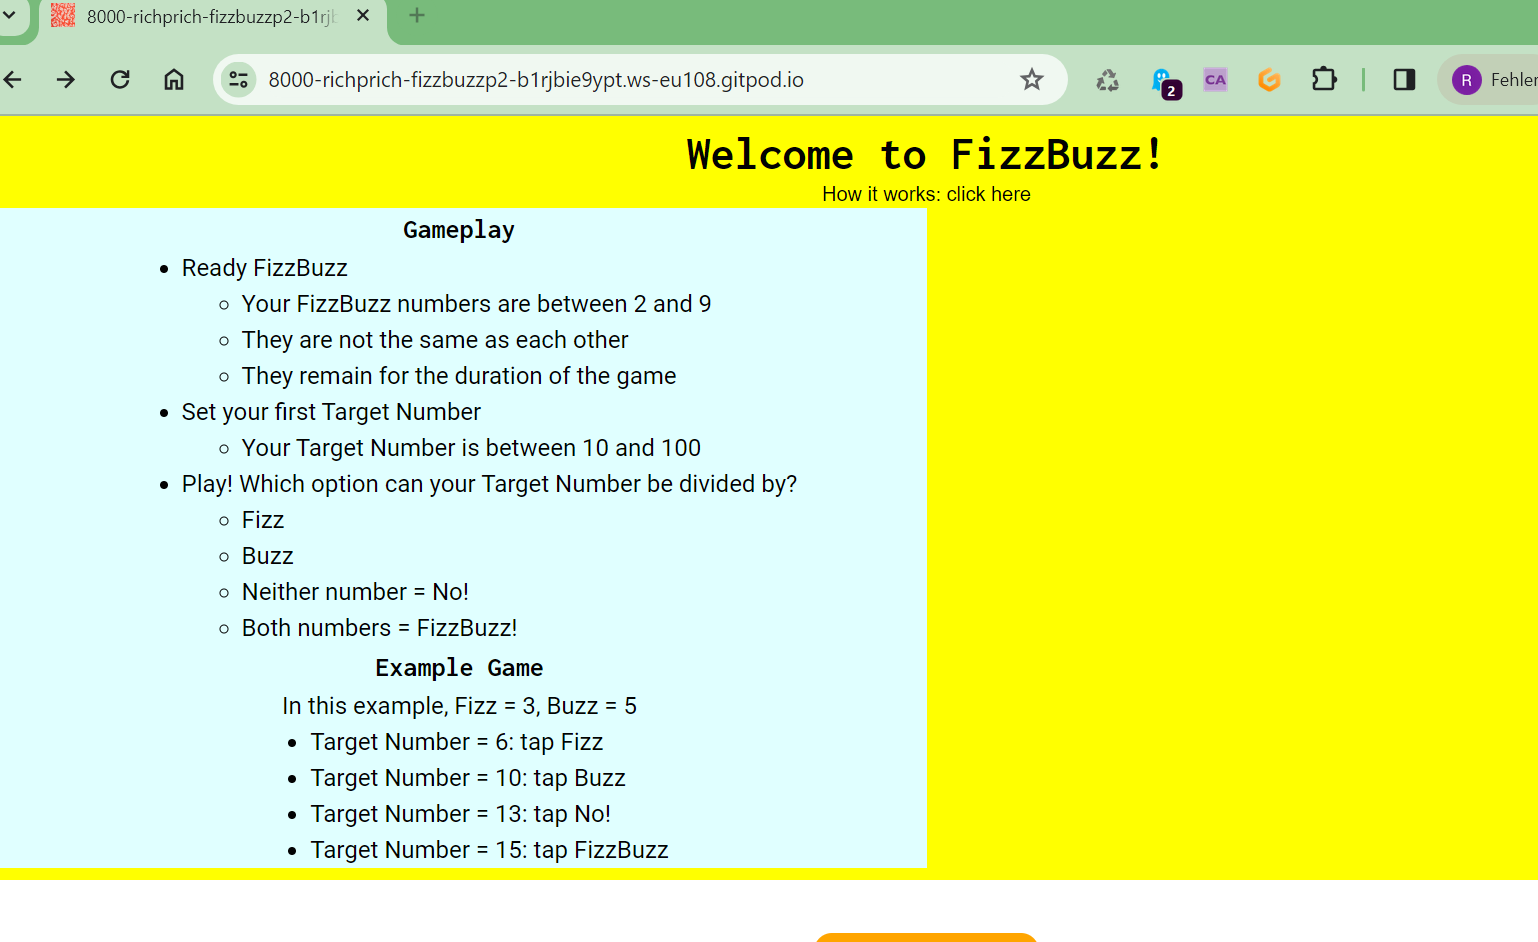 8000-richprich-fizzbuzzp2-b1rjb
8000-richprich-fizzbuzzp2-b1rjbie9ypt.ws-eu108.gitpod.io
2
CA
R
Fehler
Welcome to FizzBuzz!
How it works: click here
Gameplay
Ready FizzBuzz
Your FizzBuzz numbers are between 2 and 9
They are not the same as each other
They remain for the duration of the game
Set your first Target Number
Your Target Number is between 10 and 100
Play! Which option can your Target Number be divided by?
Fizz
Buzz
Neither number = No!
Both numbers = FizzBuzz!
Example Game
In this example, Fizz = 3, Buzz = 5
Target Number = 6: tap Fizz
Target Number = 10: tap Buzz
Target Number = 13: tap No!
Target Number = 15: tap FizzBuzz